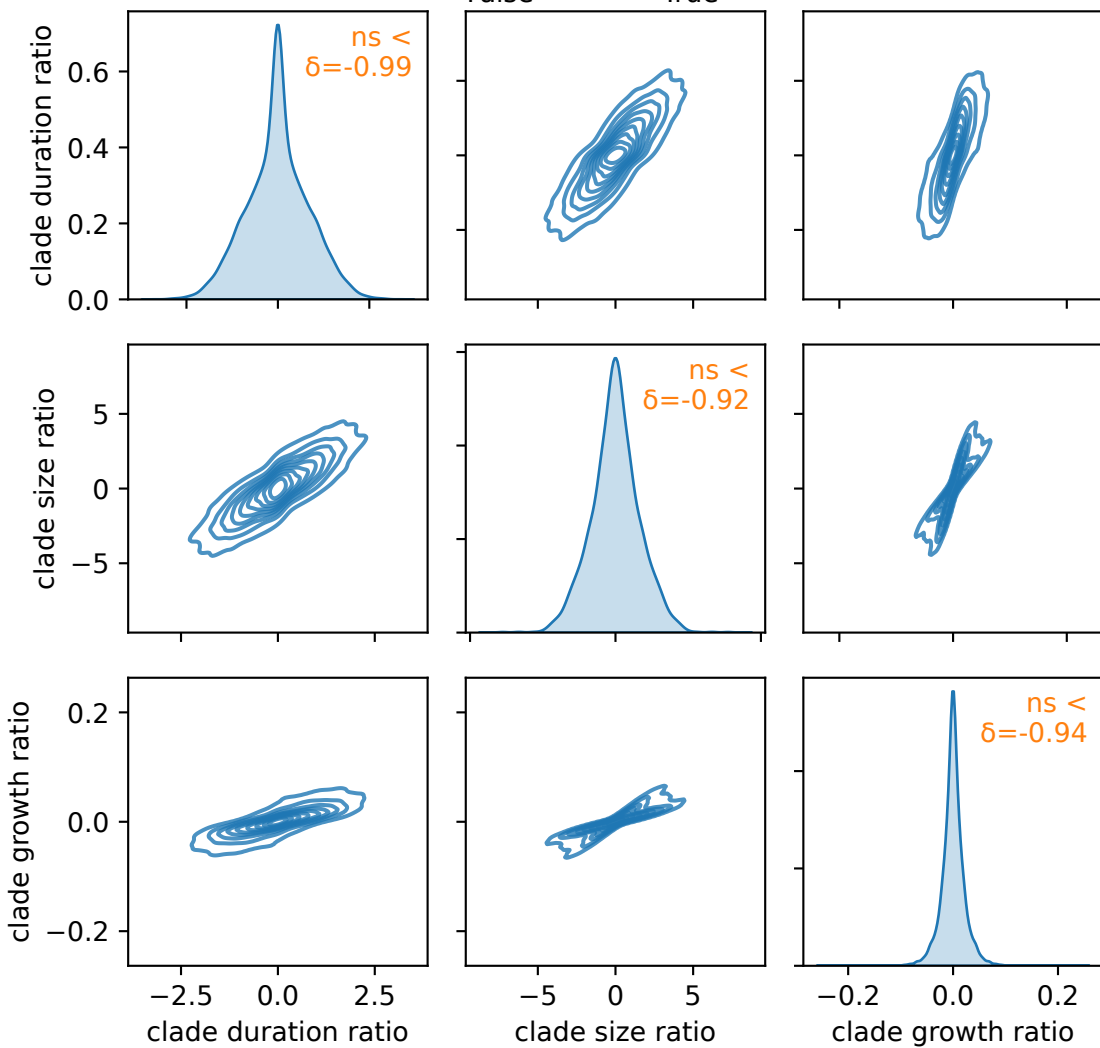 True
clade duration ratio
0.6
0.4
0.2
0.0
ns <
δ=-0.99
clade size ratio
5
0
−5
ns <
δ=-0.92
clade growth ratio
0.2
0.0
−0.2
ns <
δ=-0.94
−2.5 0.0 2.5
−5 0 5
−0.2 0.0 0.2
clade duration ratio
clade size ratio
clade growth ratio